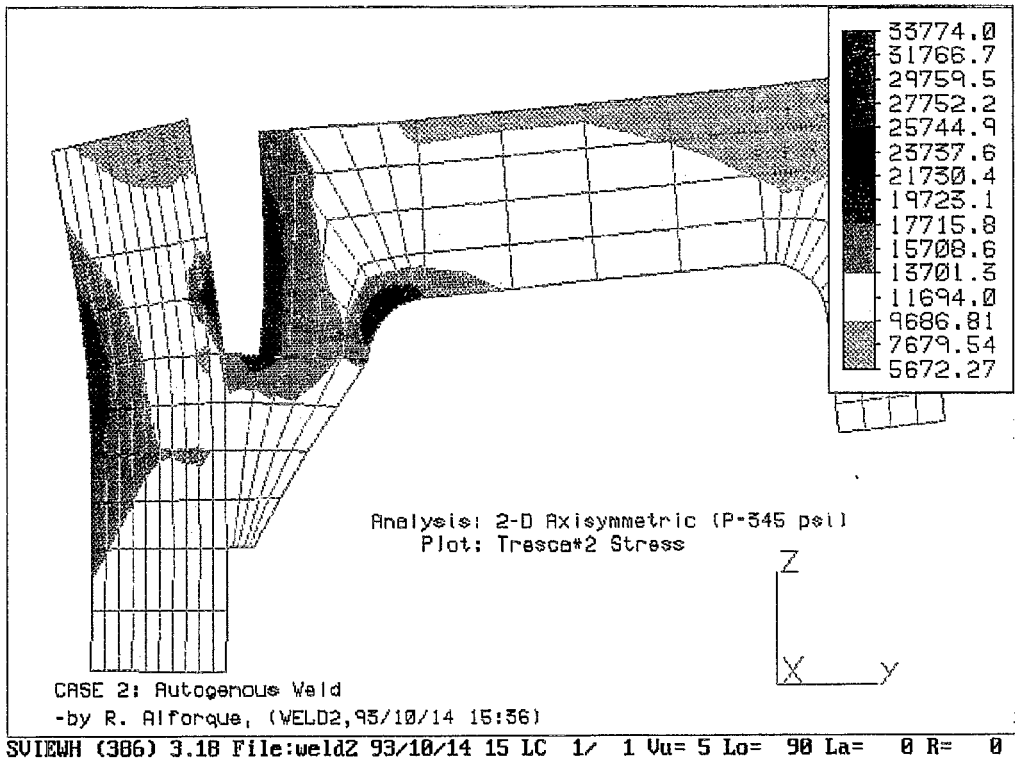 33774.0
31766.7
29759.5
27752.2
25744.9
23737.6
21730.4
19723.1
17715.8
15708.6
13701.3
11694.0
9686.81
7679.54
5672.27
Analysis: 2-D Axisymmetric (P=345 psi)
Plot: Tresca*2 Stress
Z
X
y
CASE 2: Autogenous Weld
-by R. Alforque, (WELD2,93/10/14 15:36)
SVIEWH (386) 3.18 File:weld2 93/10/14 15 LC 1/ 1 Vu= 5 Lo= 90 La= 0 R= 0